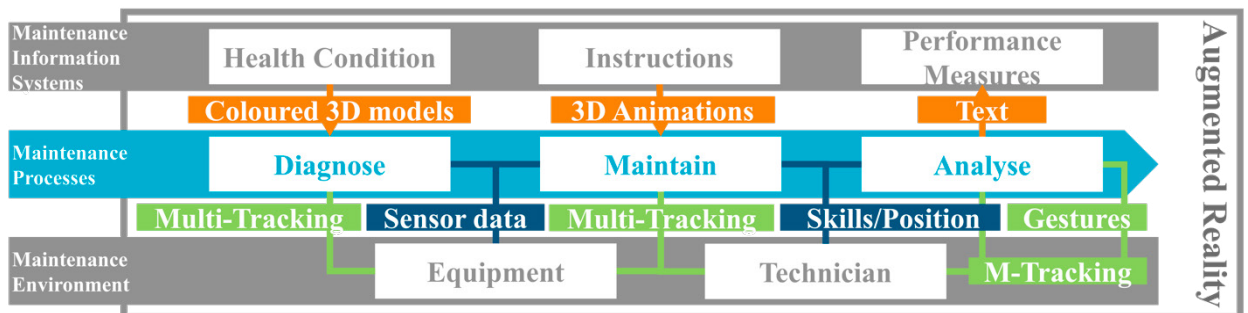 Maintenance
Information
Systems
Health Condition
Instructions
Performance
Measures
Coloured 3D models
3D Animations
Text
Maintenance
Processes
Diagnose
Maintain
Analyse
Multi-Tracking
Sensor data
Multi-Tracking
Skills/Position
Gestures
Maintenance
Environment
Equipment
Technician
M-Tracking
Augmented Reality